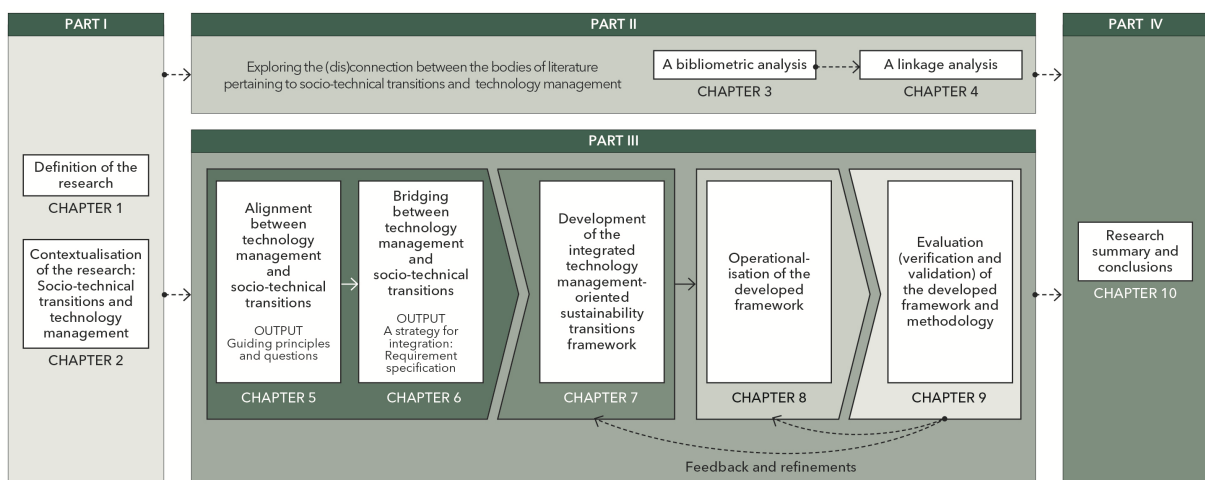 PART I
Definition of the
research
CHAPTER 1
Contextualisation
of the research:
Socio-technical
transitions and
technology
management
CHAPTER 2
PART II
Exploring the (dis)connection between the bodies of literature
pertaining to socio-technical transitions and technology management
A bibliometric analysis
CHAPTER 3
A linkage analysis
CHAPTER 4
PART III
Alignment
between
technology
management
and
socio-technical
transitions
OUTPUT
Guiding principles
and questions
CHAPTER 5
Bridging
between
technology
management
and
socio-technical
transitions
OUTPUT
A strategy for
integration:
Requirement
specification
CHAPTER 6
Development
of the
integrated
technology
management-
oriented
sustainability
transitions
framework
CHAPTER 7
Operational-
isation of the
developed
framework
CHAPTER 8
Evaluation
(verification and
validation) of
the developed
framework and
methodology
CHAPTER 9
Feedback and refinements
PART IV
Research
summary and
conclusions
CHAPTER 10